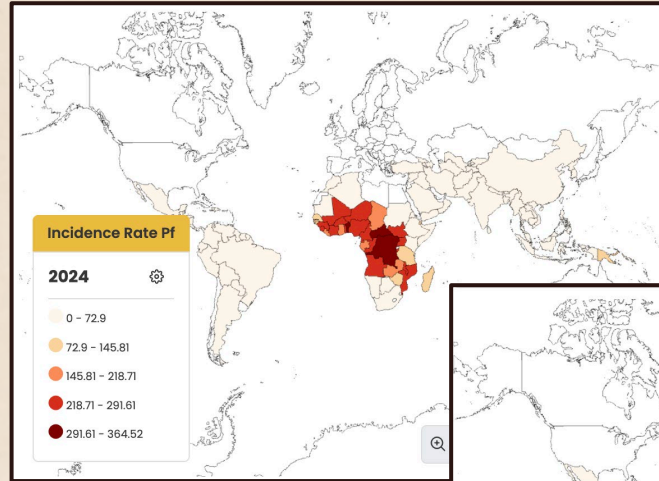 Incidence Rate Pf
2024
0 - 72.9
72.9 - 145.81
145.81 - 218.71
218.71 - 291.61
291.61 - 364.52